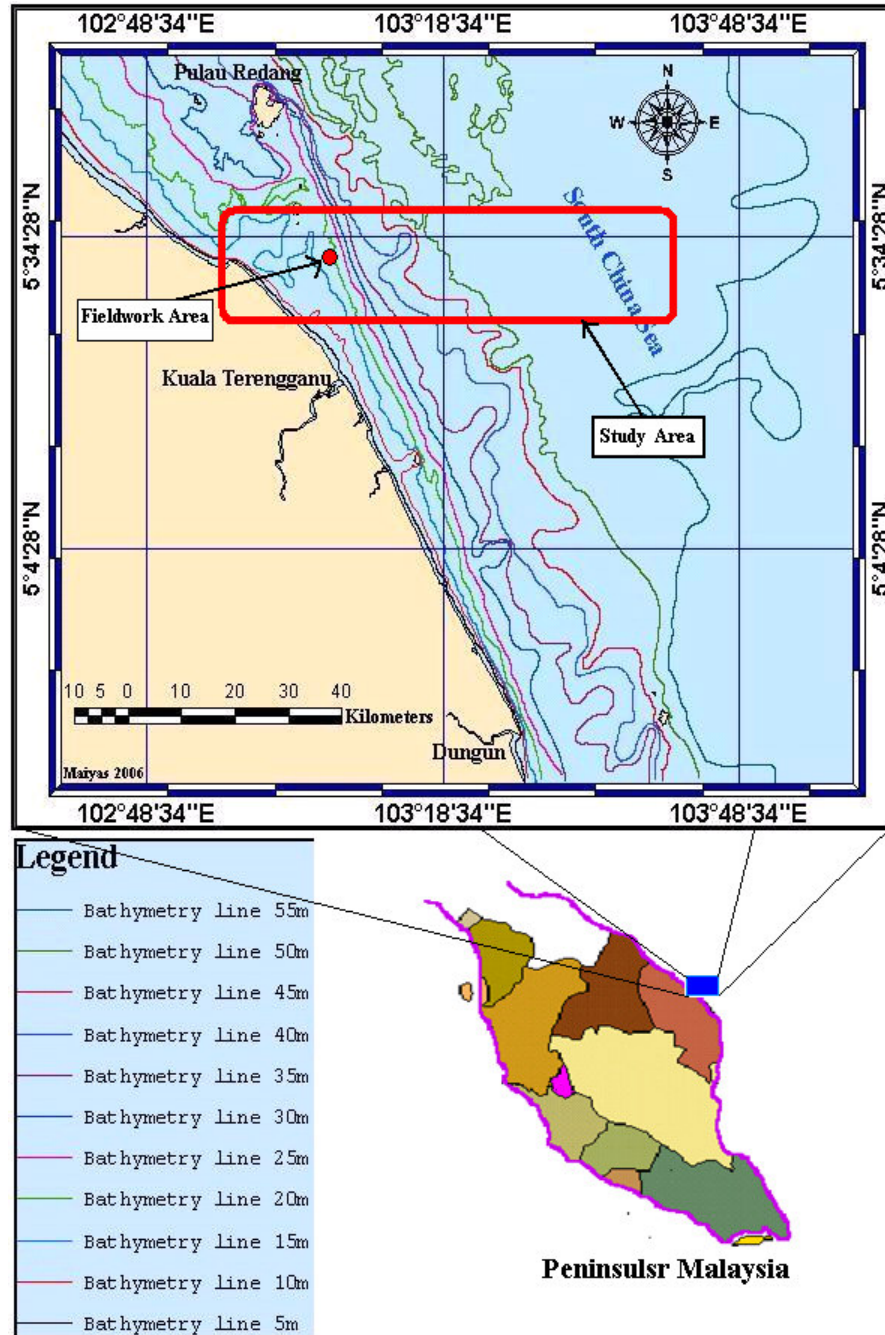 102°48'34''E 103°18'34''E 103°48'34''E
Pulau Redang
N
W E
S
5°34'28''N
5°34'28''N
South China Sea
Fieldwork Area
Kuala Terengganu
Study Area
5°4'28''N
5°4'28''N
10 5 0 10 20 30 40
Kilometers
Dungun
Maiyas 2006
102°48'34''E 103°18'34''E 103°48'34''E
Legend
Bathymetry line 55m
Bathymetry line 50m
Bathymetry line 45m
Bathymetry line 40m
Bathymetry line 35m
Bathymetry line 30m
Bathymetry line 25m
Bathymetry line 20m
Bathymetry line 15m
Bathymetry line 10m
Bathymetry line 5m
Peninsulsr Malaysia